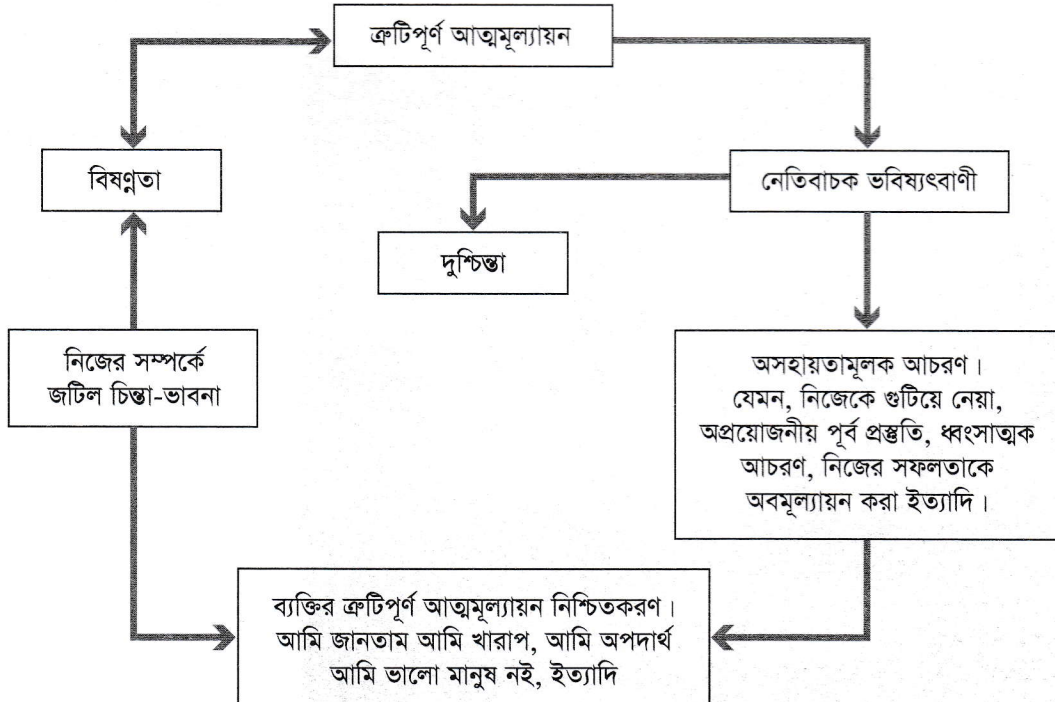 ত্রুটিপূর্ণ আত্মমূল্যায়ন
বিষণ্ণতা
নেতিবাচক ভবিষ্যৎবাণী
দুশ্চিন্তা
নিজের সম্পর্কে
জটিল চিন্তা-ভাবনা
অসহায়তামূলক আচরণ।
যেমন, নিজেকে গুটিয়ে নেয়া,
অপ্রয়োজনীয় পূর্ব প্রস্তুতি, ধ্বংসাত্মক
আচরণ, নিজের সফলতাকে
অবমূল্যায়ন করা ইত্যাদি।
ব্যক্তির ত্রুটিপূর্ণ আত্মমূল্যায়ন নিশ্চিতকরণ।
আমি জানতাম আমি খারাপ, আমি অপদার্থ
আমি ভালো মানুষ নই, ইত্যাদি